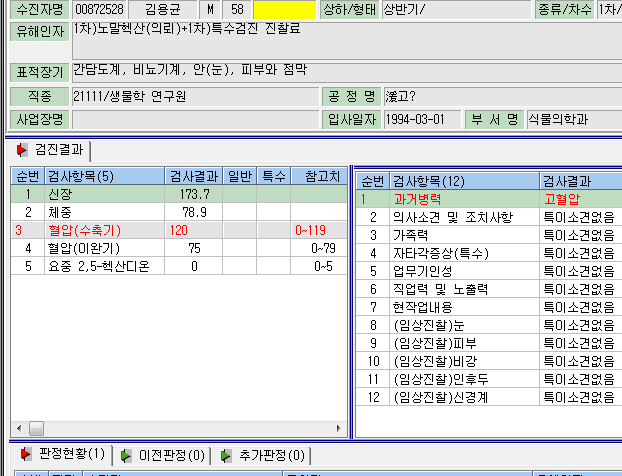 수진자명 00872528 김용균 M 58 상하/형태 상반기/ 종류/차수 1차/
유해인자 1차)노말헥산(의뢰)+1차)특수검진 진찰료
표적장기 간담도계, 비뇨기계, 안(눈), 피부와 점막
직종 21111/생물학 연구원 공 정 명
사업장명 입사일자 1994-03-01 부 서 명 식물의학과
검진결과
순번 검사항목(5) 검사결과 일반 특수 참고치
1 신장 173.7
2 체중 78.9
3 혈압(수축기) 120 0~119
4 혈압(이완기) 75 0~79
5 요중 2,5-헥산디온 0 0~5
순번 검사항목(12) 검사결과
1 과거병력 고혈압
2 의사소견 및 조치사항 특이소견없음
3 가족력 특이소견없음
4 자타각증상(특수) 특이소견없음
5 업무기인성 특이소견없음
6 직업력 및 노출력 특이소견없음
7 현작업내용 특이소견없음
8 (임상진찰)눈 특이소견없음
9 (임상진찰)피부 특이소견없음
10 (임상진찰)비강 특이소견없음
11 (임상진찰)인후두 특이소견없음
12 (임상진찰)신경계 특이소견없음
판정현황(1) 이전판정(0) 추가판정(0)